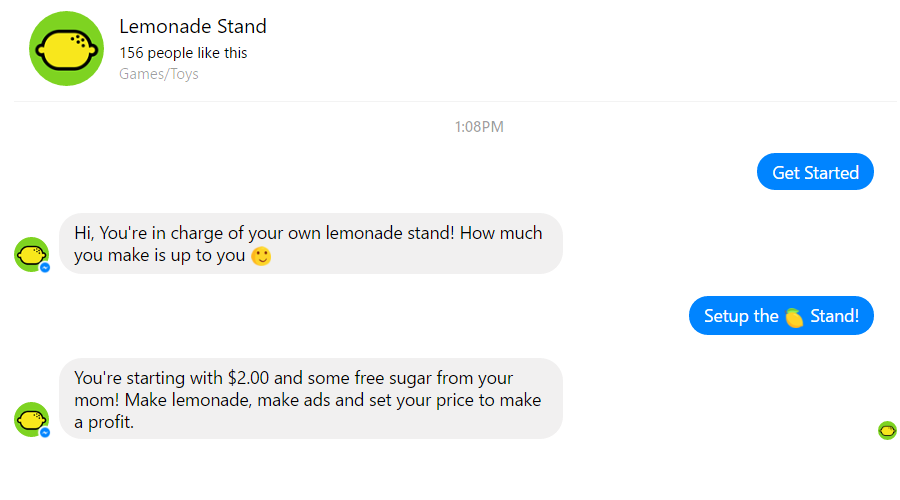 Lemonade Stand
156 people like this
Games/Toys
1:08PM
Get Started
Hi, You're in charge of your own lemonade stand! How much
you make is up to you 🙂
Setup the 🍋 Stand!
You're starting with $2.00 and some free sugar from your
mom! Make lemonade, make ads and set your price to make
a profit.